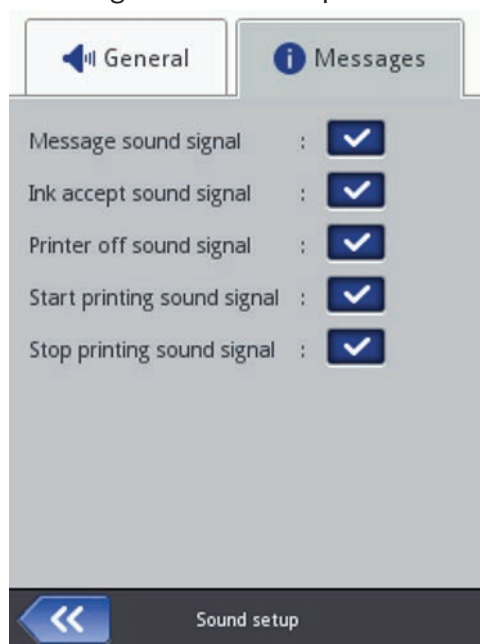 General
Messages
Message sound signal :
Ink accept sound signal :
Printer off sound signal :
Start printing sound signal :
Stop printing sound signal :
Sound setup